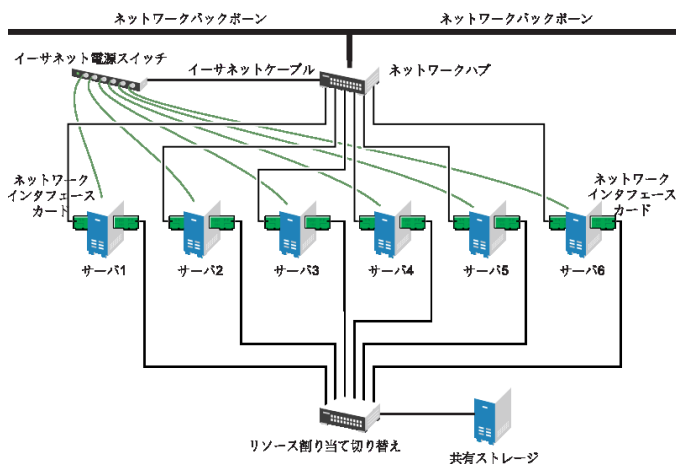 ネットワークバックボーン
ネットワークバックボーン
イーサネット電源スイッチ
イーサネットケーブル
ネットワークハブ
ネットワーク
インタフェース
カード
ネットワーク
インタフェース
カード
サーバ1
サーバ2
サーバ3
サーバ4
サーバ5
サーバ6
リソース割り当て切り替え
共有ストレージ